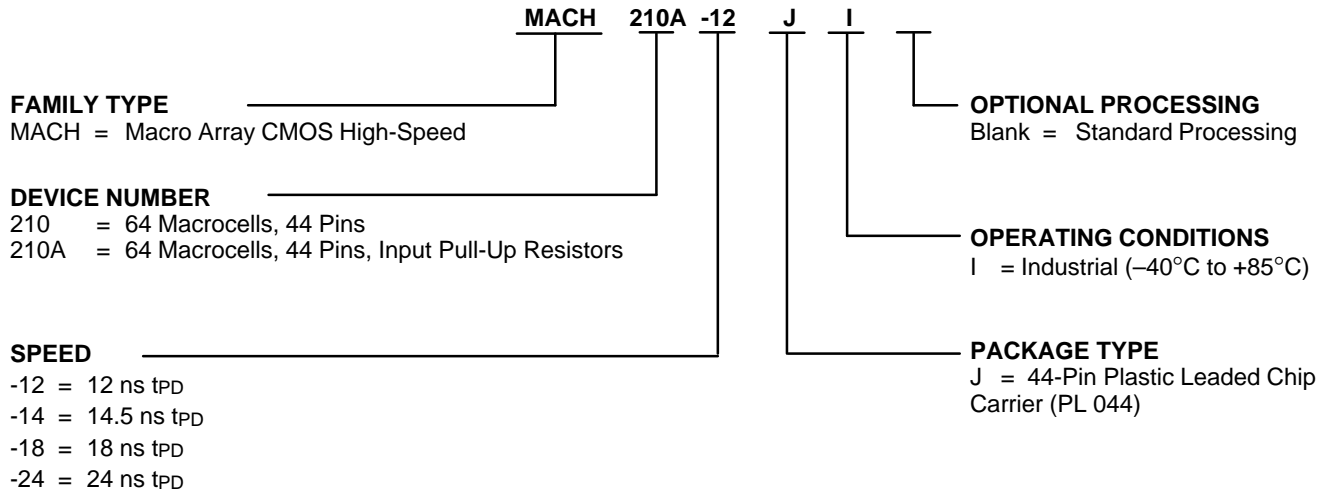 MACH 210A -12 J I
FAMILY TYPE
MACH = Macro Array CMOS High-Speed
DEVICE NUMBER
210 = 64 Macrocells, 44 Pins
210A = 64 Macrocells, 44 Pins, Input Pull-Up Resistors
SPEED
-12 = 12 ns tPD
-14 = 14.5 ns tPD
-18 = 18 ns tPD
-24 = 24 ns tPD
OPTIONAL PROCESSING
Blank = Standard Processing
OPERATING CONDITIONS
I = Industrial (–40°C to +85°C)
PACKAGE TYPE
J = 44-Pin Plastic Leaded Chip
Carrier (PL 044)